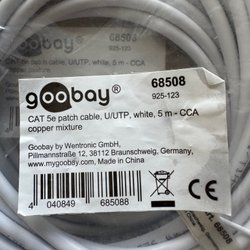 68508
925-123
goobay®
CAT 5e patch cable, U/UTP, white, 5 m - CCA
copper mixture
Goobay by Wentronic GmbH,
Pillmannstraße 12, 38112 Braunschweig, Germany,
www.mygoobay.com, Made in China
4 040849 685088
CE